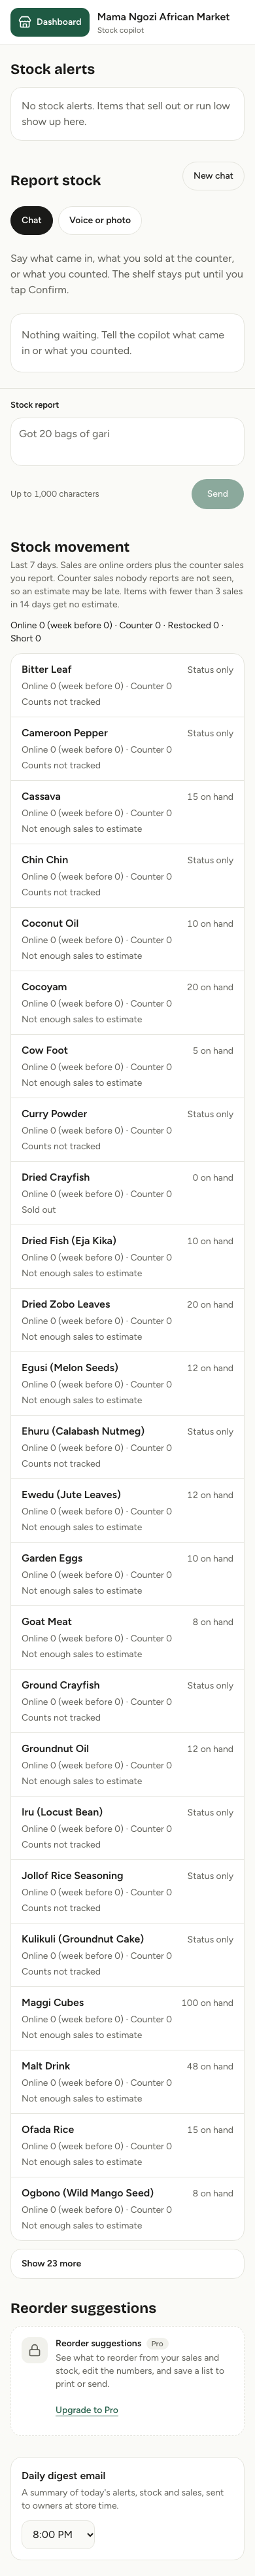 Dashboard
Mama Ngozi African Market
Stock copilot
Stock alerts
No stock alerts. Items that sell out or run low
show up here.
Report stock
New chat
Chat
Voice or photo
Say what came in, what you sold at the counter,
or what you counted. The shelf stays put until you
tap Confirm.
Nothing waiting. Tell the copilot what came
in or what you counted.
Stock report
Got 20 bags of gari
Up to 1,000 characters
Send
Stock movement
Last 7 days. Sales are online orders plus the counter sales
you report. Counter sales nobody reports are not seen,
so an estimate may be late. Items with fewer than 3 sales
in 14 days get no estimate.
Online 0 (week before 0) · Counter 0 · Restocked 0 ·
Short 0
Bitter Leaf
Status only
Online 0 (week before 0) · Counter 0
Counts not tracked
Cameroon Pepper
Status only
Online 0 (week before 0) · Counter 0
Counts not tracked
Cassava
15 on hand
Online 0 (week before 0) · Counter 0
Not enough sales to estimate
Chin Chin
Status only
Online 0 (week before 0) · Counter 0
Counts not tracked
Coconut Oil
10 on hand
Online 0 (week before 0) · Counter 0
Not enough sales to estimate
Cocoyam
20 on hand
Online 0 (week before 0) · Counter 0
Not enough sales to estimate
Cow Foot
5 on hand
Online 0 (week before 0) · Counter 0
Not enough sales to estimate
Curry Powder
Status only
Online 0 (week before 0) · Counter 0
Counts not tracked
Dried Crayfish
0 on hand
Online 0 (week before 0) · Counter 0
Sold out
Dried Fish (Eja Kika)
10 on hand
Online 0 (week before 0) · Counter 0
Not enough sales to estimate
Dried Zobo Leaves
20 on hand
Online 0 (week before 0) · Counter 0
Not enough sales to estimate
Egusi (Melon Seeds)
12 on hand
Online 0 (week before 0) · Counter 0
Not enough sales to estimate
Ehuru (Calabash Nutmeg)
Status only
Online 0 (week before 0) · Counter 0
Counts not tracked
Ewedu (Jute Leaves)
12 on hand
Online 0 (week before 0) · Counter 0
Not enough sales to estimate
Garden Eggs
10 on hand
Online 0 (week before 0) · Counter 0
Not enough sales to estimate
Goat Meat
8 on hand
Online 0 (week before 0) · Counter 0
Not enough sales to estimate
Ground Crayfish
Status only
Online 0 (week before 0) · Counter 0
Counts not tracked
Groundnut Oil
12 on hand
Online 0 (week before 0) · Counter 0
Not enough sales to estimate
Iru (Locust Bean)
Status only
Online 0 (week before 0) · Counter 0
Counts not tracked
Jollof Rice Seasoning
Status only
Online 0 (week before 0) · Counter 0
Counts not tracked
Kulikuli (Groundnut Cake)
Status only
Online 0 (week before 0) · Counter 0
Counts not tracked
Maggi Cubes
100 on hand
Online 0 (week before 0) · Counter 0
Not enough sales to estimate
Malt Drink
48 on hand
Online 0 (week before 0) · Counter 0
Not enough sales to estimate
Ofada Rice
15 on hand
Online 0 (week before 0) · Counter 0
Not enough sales to estimate
Ogbono (Wild Mango Seed)
8 on hand
Online 0 (week before 0) · Counter 0
Not enough sales to estimate
Show 23 more
Reorder suggestions
Reorder suggestions Pro
See what to reorder from your sales and
stock, edit the numbers, and save a list to
print or send.
Upgrade to Pro
Daily digest email
A summary of today's alerts, stock and sales, sent
to owners at store time.
8:00 PM